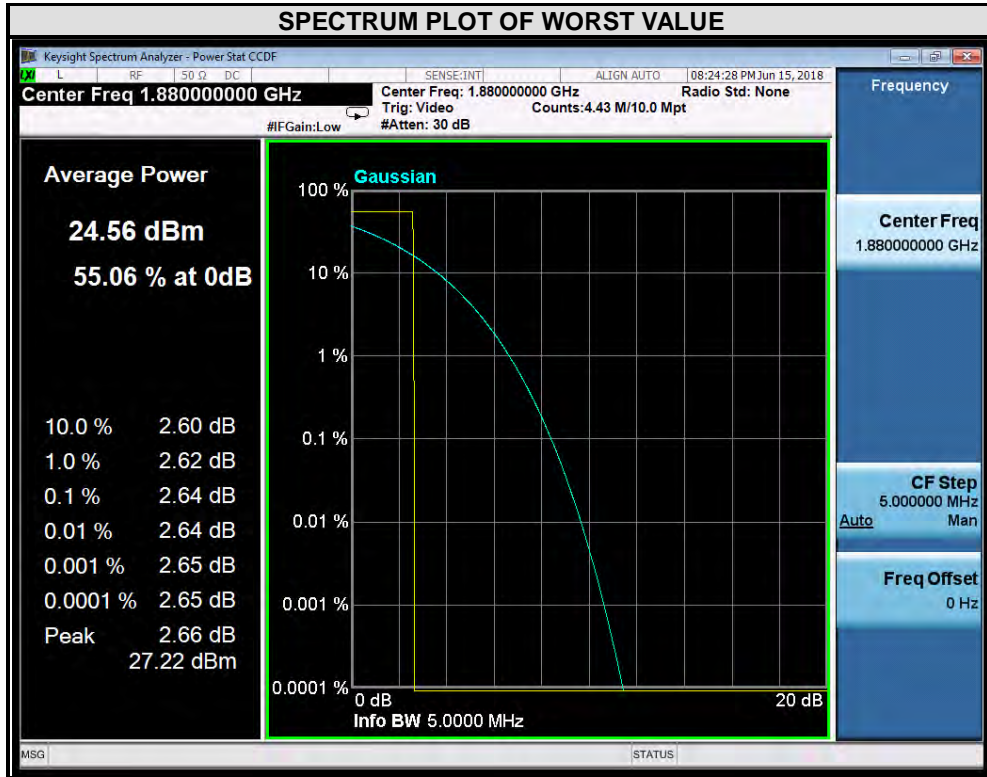 SPECTRUM PLOT OF WORST VALUE
Keysight Spectrum Analyzer - Power Stat CCDF
LXI L RF 50 Ω DC SENSE:INT ALIGN AUTO 08:24:28 PM Jun 15, 2018
Center Freq 1.880000000 GHz
Center Freq: 1.880000000 GHz Radio Std: None
Trig: Video Counts:4.43 M/10.0 Mpt
#IFGain:Low #Atten: 30 dB
Frequency
Average Power
24.56 dBm
55.06 % at 0dB
10.0 % 2.60 dB
1.0 % 2.62 dB
0.1 % 2.64 dB
0.01 % 2.64 dB
0.001 % 2.65 dB
0.0001 % 2.65 dB
Peak 2.66 dB
27.22 dBm
Gaussian
100 %
10 %
1 %
0.1 %
0.01 %
0.001 %
0.0001 %
0 dB 20 dB
Info BW 5.0000 MHz
Center Freq
1.880000000 GHz
CF Step
5.000000 MHz
Auto Man
Freq Offset
0 Hz
MSG STATUS